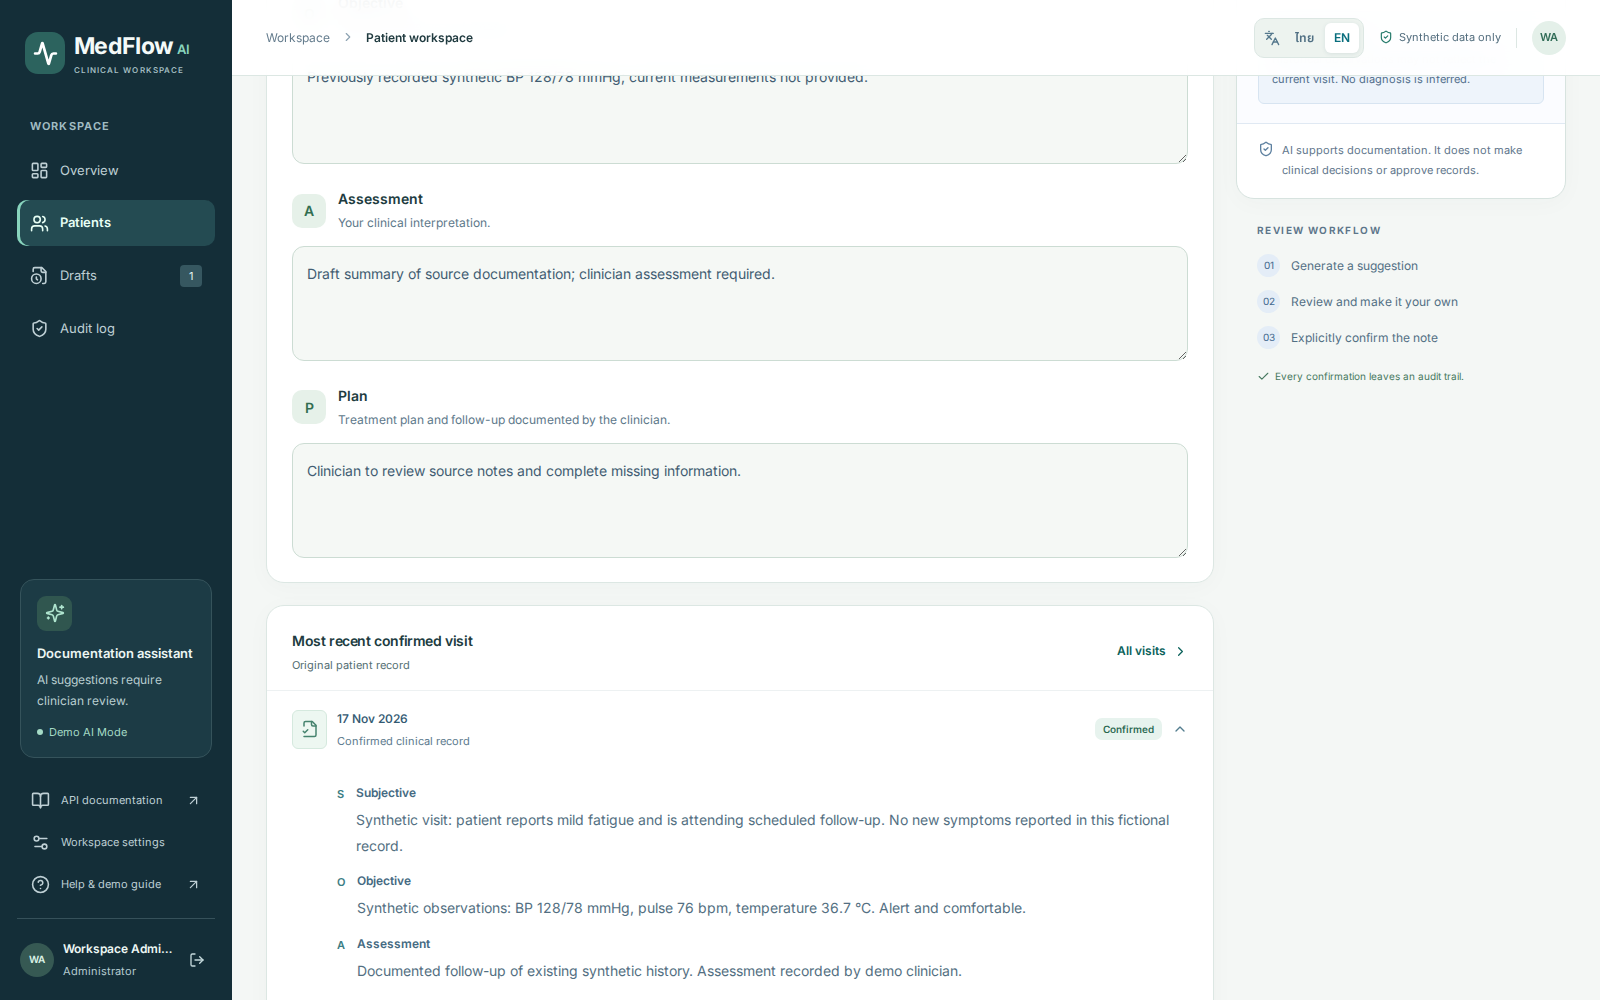 MedFlow AI
CLINICAL WORKSPACE
WORKSPACE
Overview
Patients
Drafts
1
Audit log
Documentation assistant
AI suggestions require
clinician review.
Demo AI Mode
API documentation
Workspace settings
Help & demo guide
WA
Workspace Admi...
Administrator
Workspace
Patient workspace
ไทย
EN
Synthetic data only
WA
Objective
Previously recorded synthetic BP 128/78 mmHg; current measurements not provided.
A
Assessment
Your clinical interpretation.
Draft summary of source documentation; clinician assessment required.
P
Plan
Treatment plan and follow-up documented by the clinician.
Clinician to review source notes and complete missing information.
Most recent confirmed visit
Original patient record
All visits
17 Nov 2026
Confirmed clinical record
Confirmed
S Subjective
Synthetic visit: patient reports mild fatigue and is attending scheduled follow-up. No new symptoms reported in this fictional
record.
O Objective
Synthetic observations: BP 128/78 mmHg, pulse 76 bpm, temperature 36.7 °C. Alert and comfortable.
A Assessment
Documented follow-up of existing synthetic history. Assessment recorded by demo clinician.
current visit. No diagnosis is inferred.
AI supports documentation. It does not make
clinical decisions or approve records.
REVIEW WORKFLOW
01 Generate a suggestion
02 Review and make it your own
03 Explicitly confirm the note
Every confirmation leaves an audit trail.